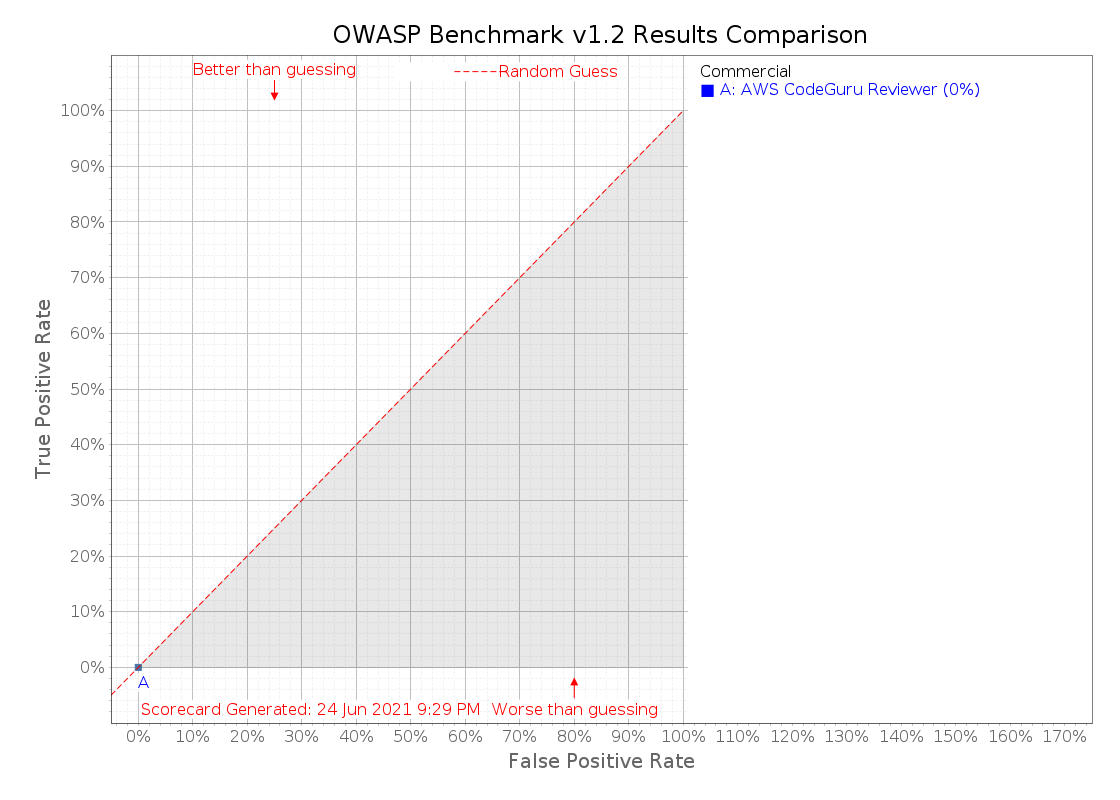 OWASP Benchmark v1.2 Results Comparison
Better than guessing
Random Guess
Commercial
A: AWS CodeGuru Reviewer (0%)
100%
90%
80%
70%
60%
50%
40%
30%
20%
10%
0%
True Positive Rate
A
Scorecard Generated: 24 Jun 2021 9:29 PM
Worse than guessing
0% 10% 20% 30% 40% 50% 60% 70% 80% 90% 100% 110% 120% 130% 140% 150% 160% 170%
False Positive Rate